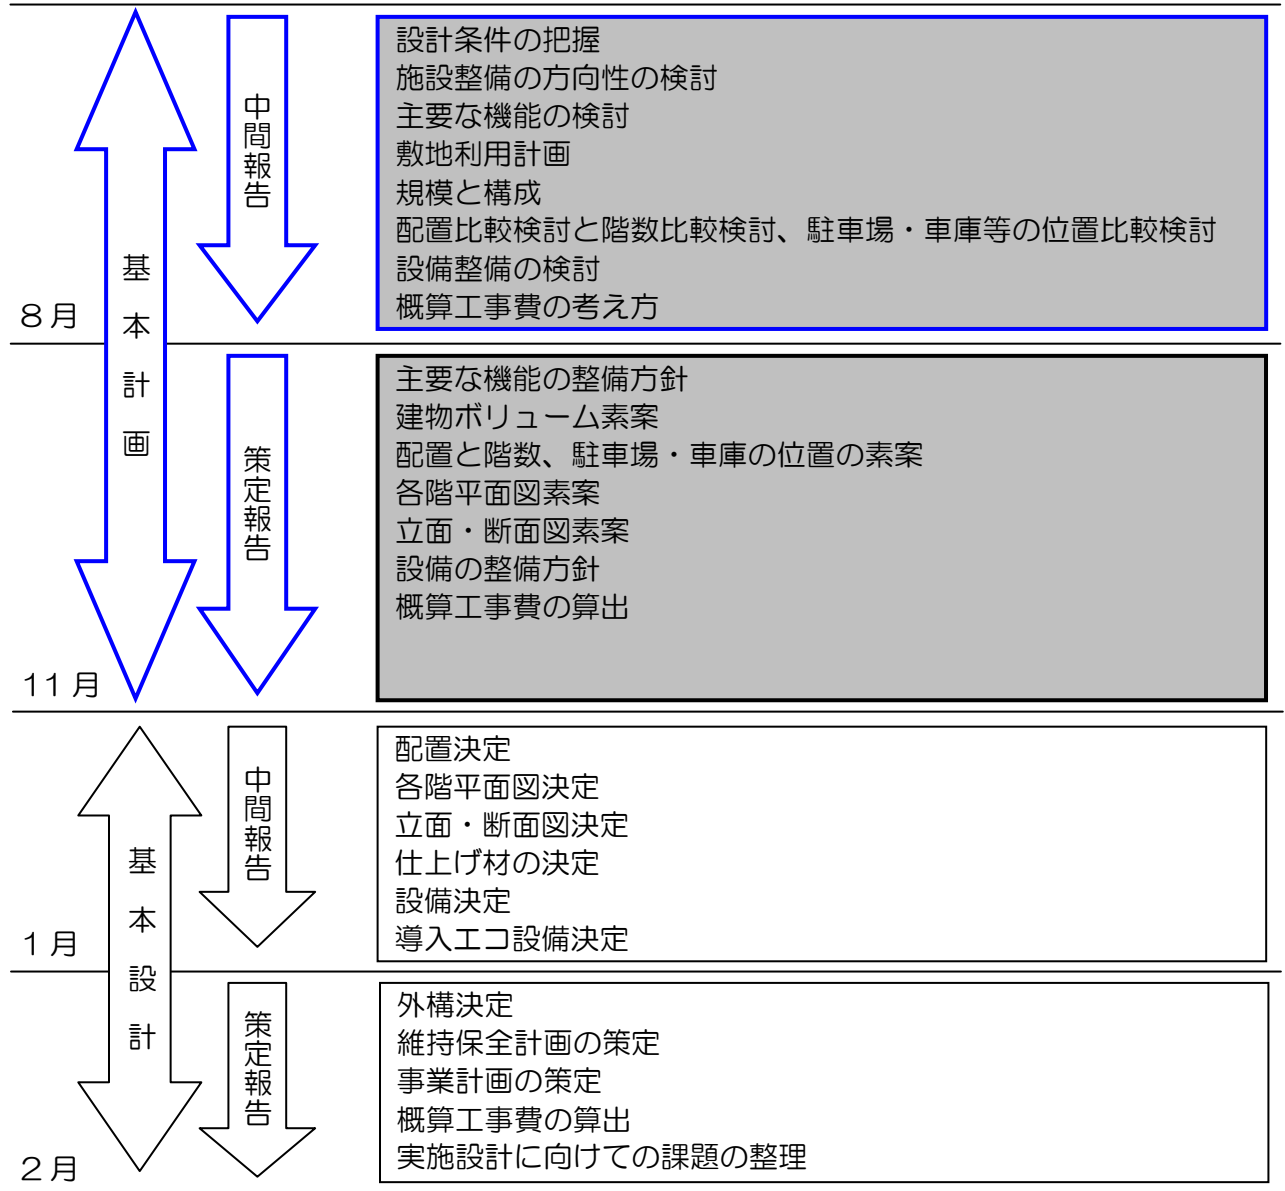 基本計画
中間報告
8月
設計条件の把握
施設整備の方向性の検討
主要な機能の検討
敷地利用計画
規模と構成
配置比較検討と階数比較検討、駐車場・車庫等の位置比較検討
設備整備の検討
概算工事費の考え方
策定報告
11月
主要な機能の整備方針
建物ボリューム素案
配置と階数、駐車場・車庫の位置の素案
各階平面図素案
立面・断面図素案
設備の整備方針
概算工事費の算出
基本設計
中間報告
1月
配置決定
各階平面図決定
立面・断面図決定
仕上げ材の決定
設備決定
導入エコ設備決定
策定報告
2月
外構決定
維持保全計画の策定
事業計画の策定
概算工事費の算出
実施設計に向けての課題の整理